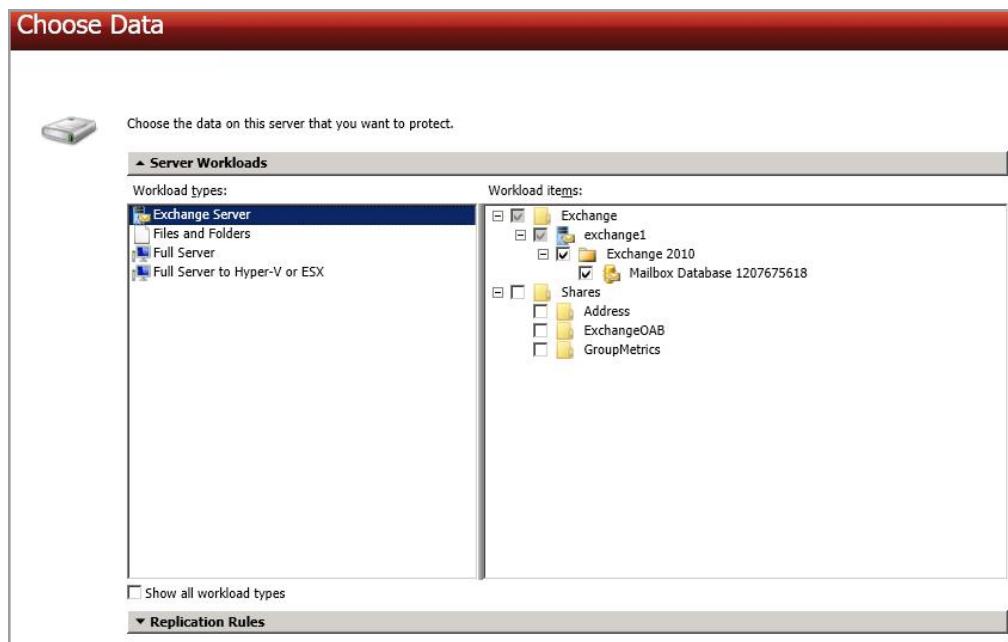 Choose Data
Choose the data on this server that you want to protect.
Server Workloads
Workload types:
Exchange Server
Files and Folders
Full Server
Full Server to Hyper-V or ESX
Workload items:
Exchange
exchange1
Exchange 2010
Mailbox Database 1207675618
Shares
Address
ExchangeOAB
GroupMetrics
Show all workload types
Replication Rules